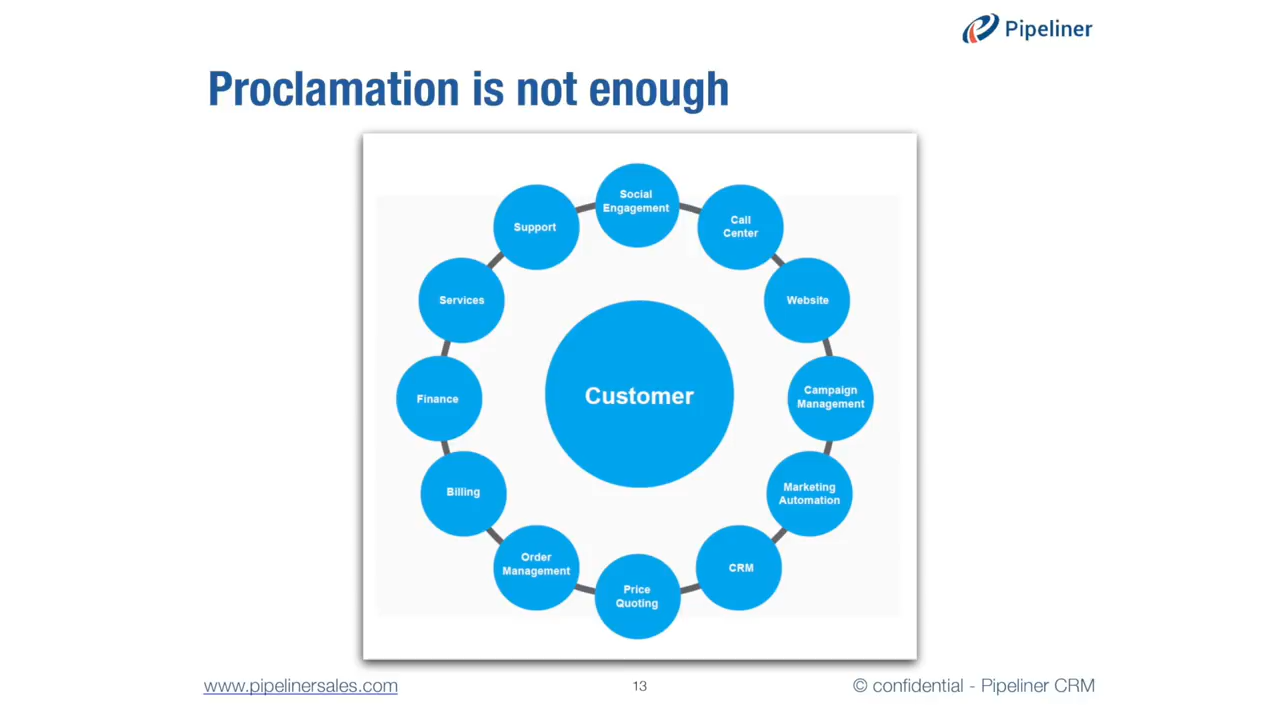 Pipeliner
Proclamation is not enough
Social
Engagement
Call
Center
Website
Campaign
Management
Marketing
Automation
CRM
Price
Quoting
Order
Management
Billing
Finance
Services
Support
Customer
www.pipelinersales.com
13
© confidential - Pipeliner CRM